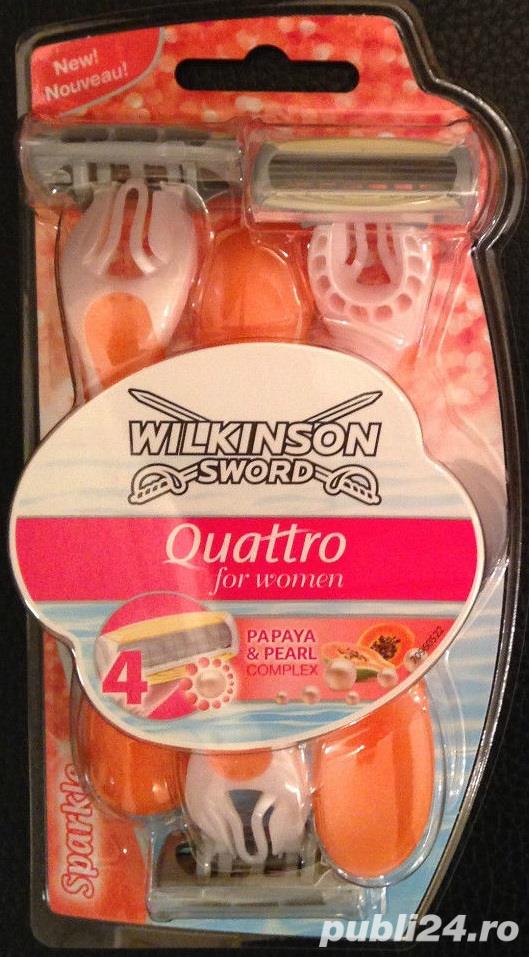 New!
Nouveau!
WILKINSON
SWORD
Quattro
for women
4
PAPAYA
& PEARL
COMPLEX
Sparkle
publi24.ro